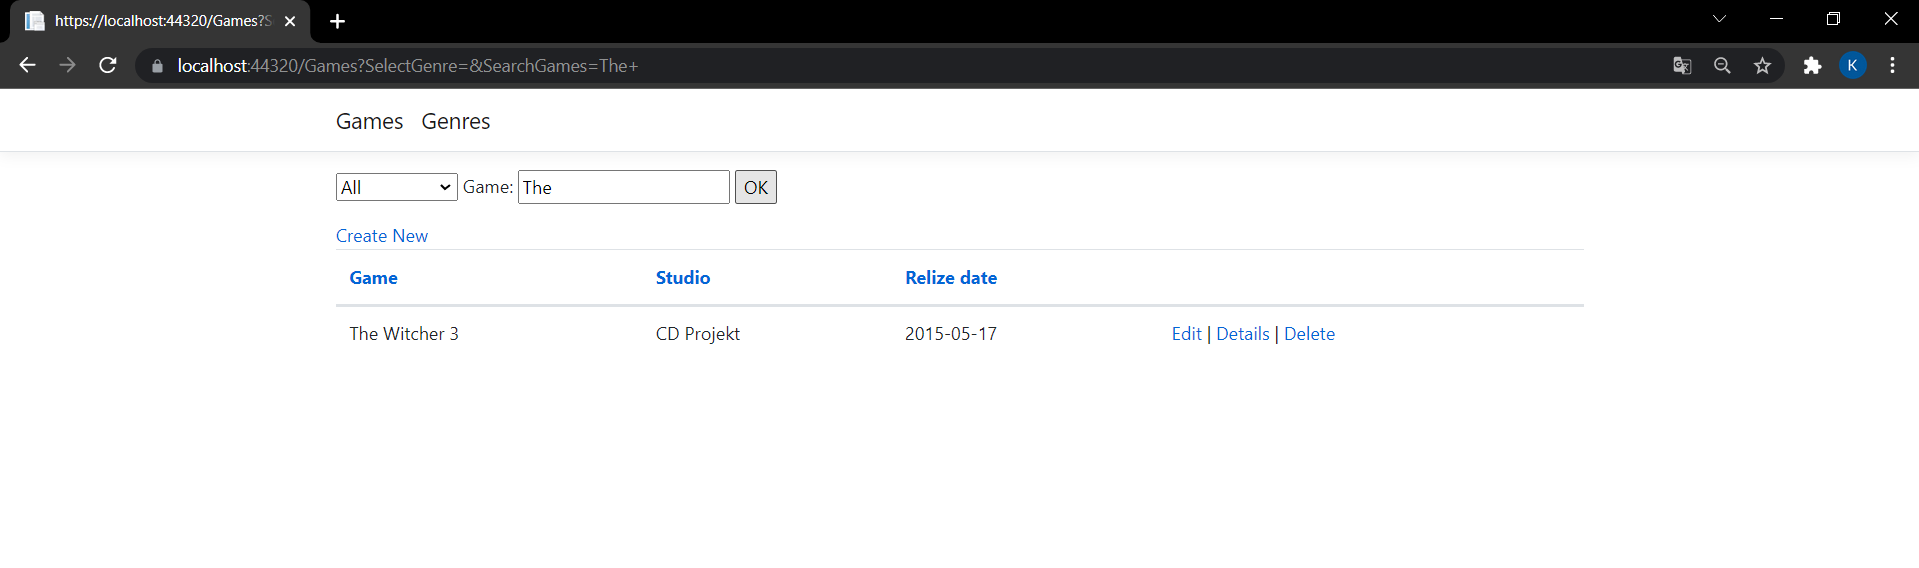 https://localhost:44320/Games?S
localhost:44320/Games?SelectGenre=&SearchGames=The+
K
Games Genres
All Game: The OK
Create New
Game Studio Relize date
The Witcher 3 CD Projekt 2015-05-17 Edit | Details | Delete